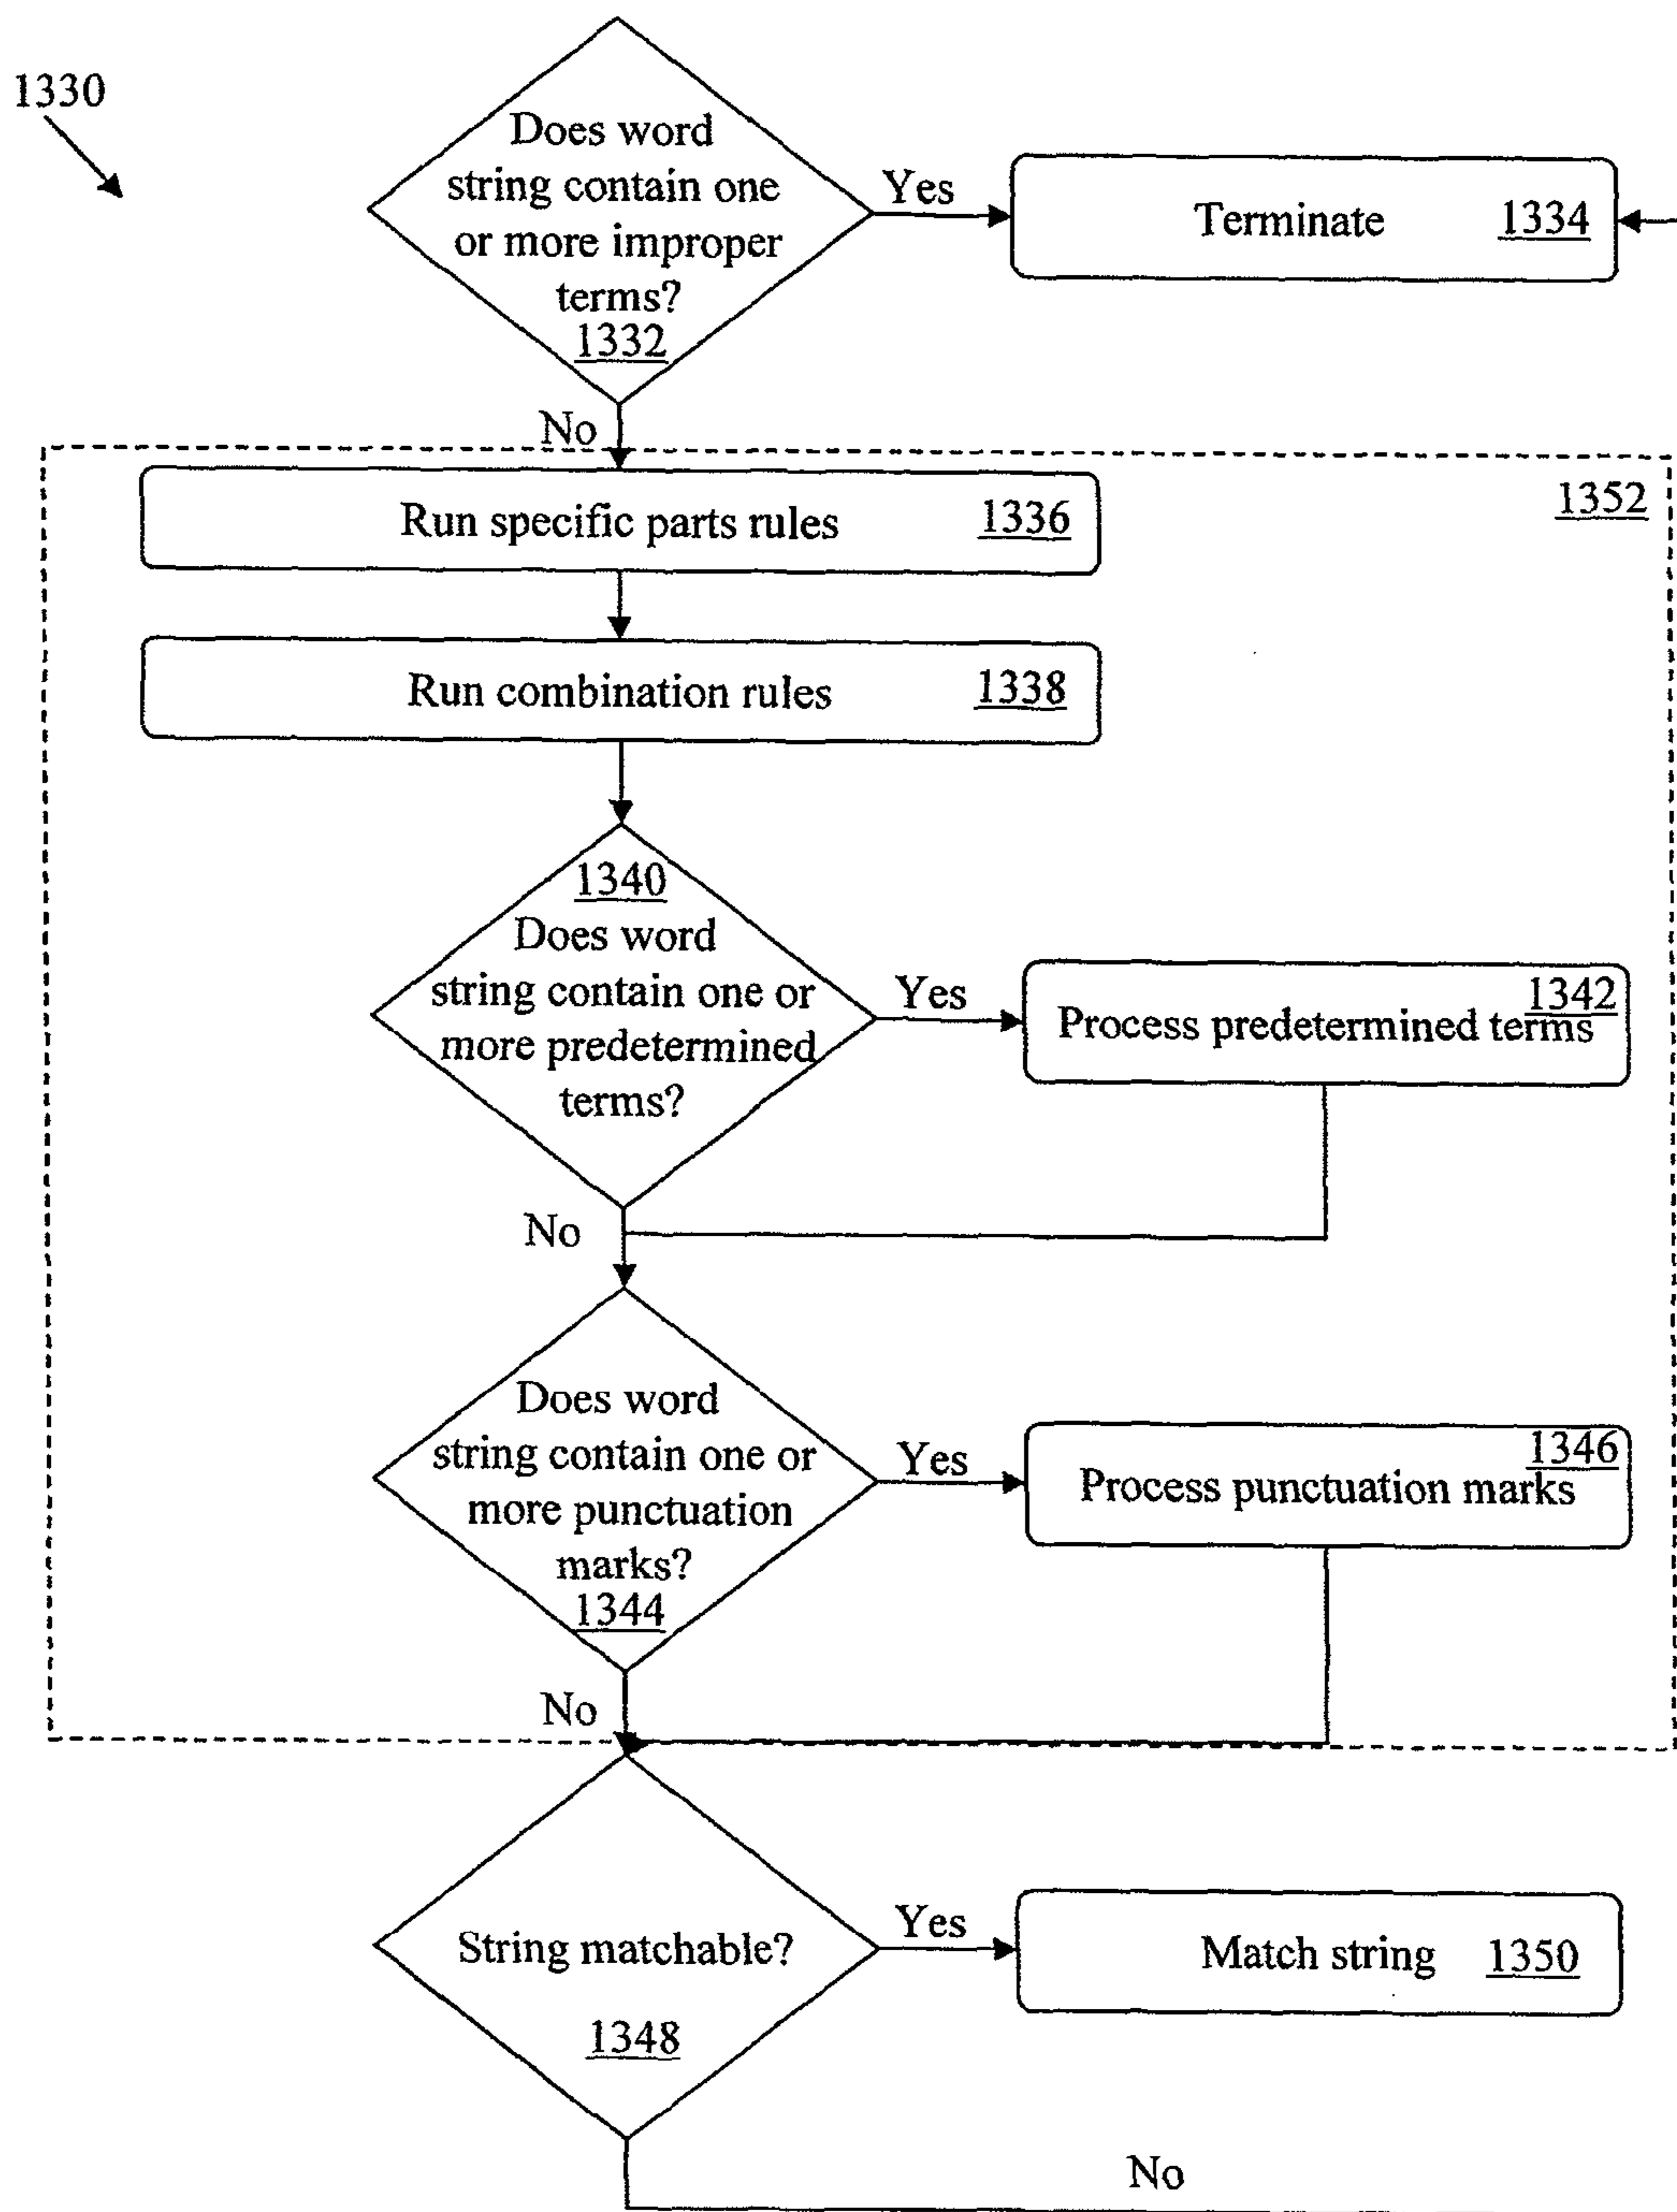 1330
Does word
string contain one
or more improper
terms?
1332
Yes
Terminate 1334
No
1352
Run specific parts rules 1336
Run combination rules 1338
1340
Does word
string contain one or
more predetermined
terms?
Yes
1342
Process predetermined terms
No
Does word
string contain one or
more punctuation
marks?
1344
Yes
1346
Process punctuation marks
No
String matchable?
1348
Yes
Match string 1350
No